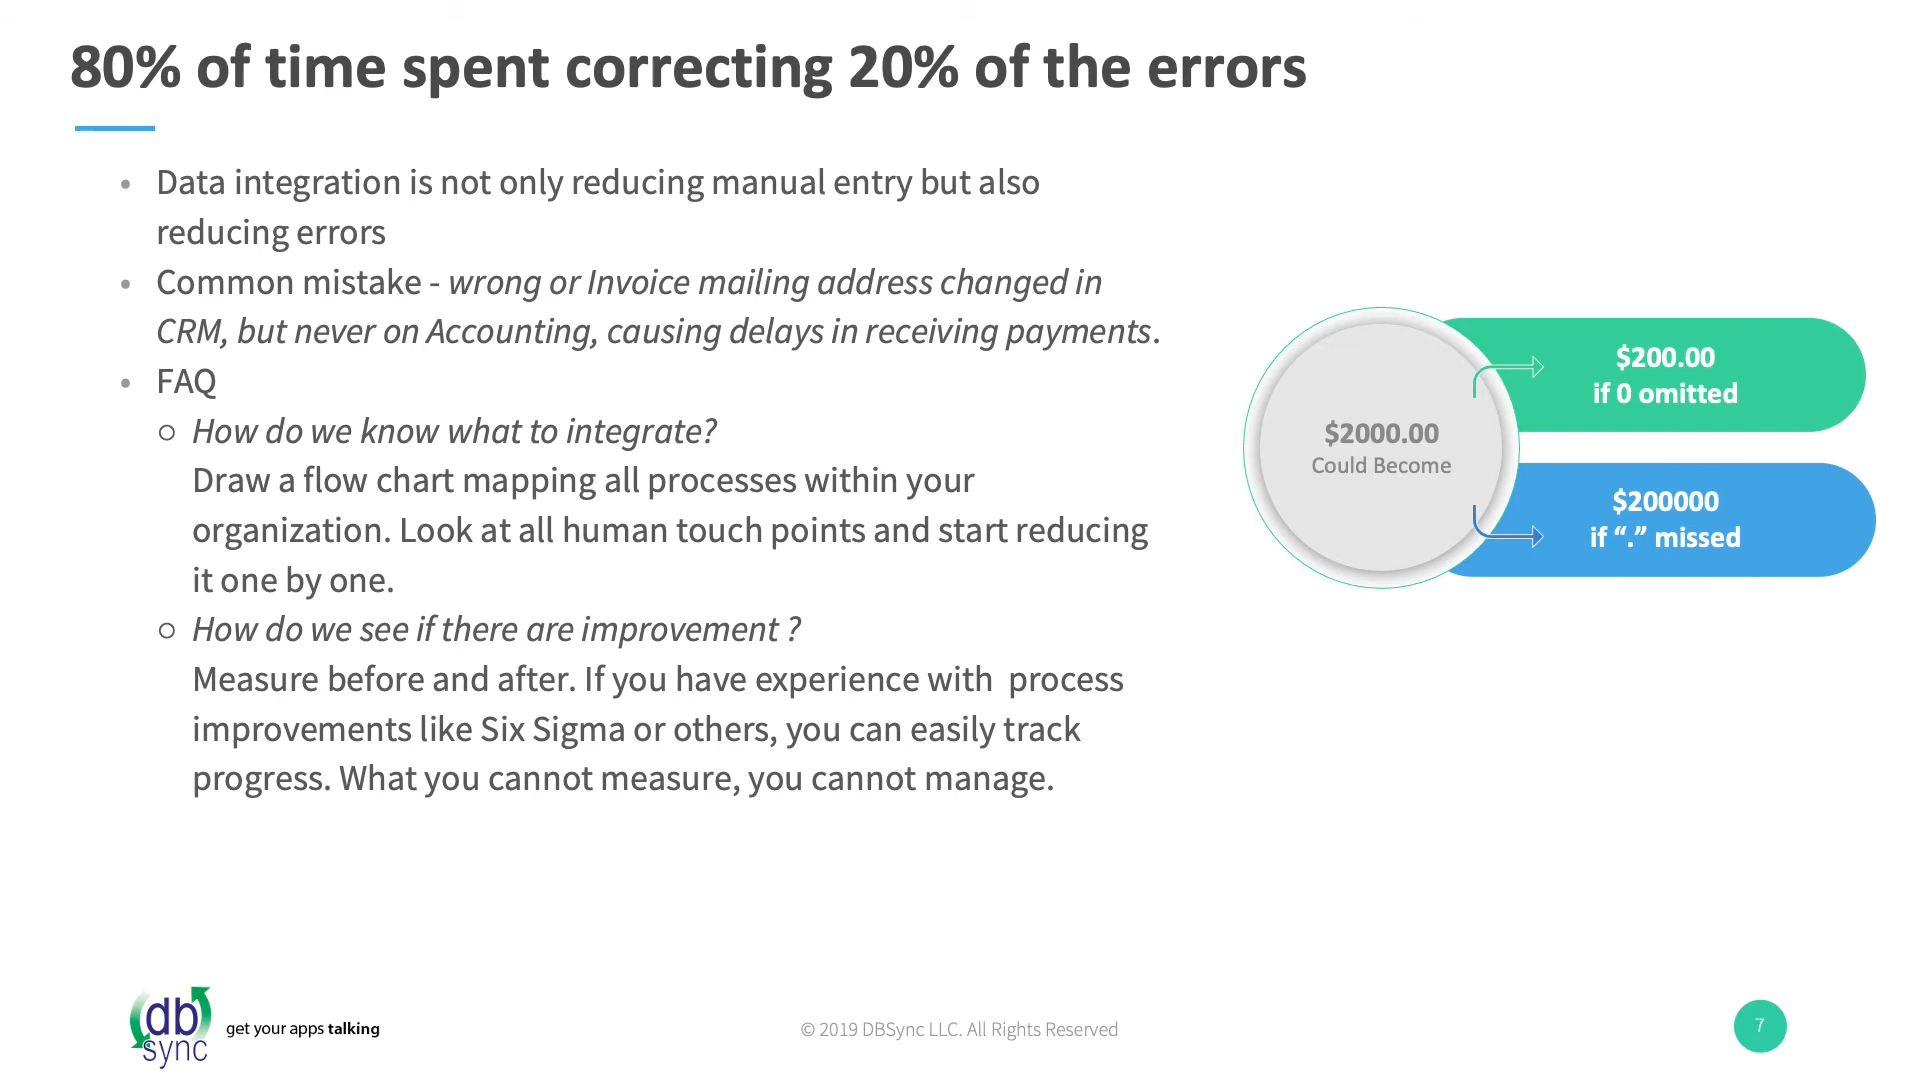 80% of time spent correcting 20% of the errors
• Data integration is not only reducing manual entry but also
reducing errors
• Common mistake - wrong or Invoice mailing address changed in
CRM, but never on Accounting, causing delays in receiving payments.
• FAQ
○ How do we know what to integrate?
Draw a flow chart mapping all processes within your
organization. Look at all human touch points and start reducing
it one by one.
○ How do we see if there are improvement ?
Measure before and after. If you have experience with  process
improvements like Six Sigma or others, you can easily track
progress. What you cannot measure, you cannot manage.
$2000.00
Could Become
$200.00
if 0 omitted
$200000
if “.” missed
db
sync
get your apps talking
© 2019 DBSync LLC. All Rights Reserved
7